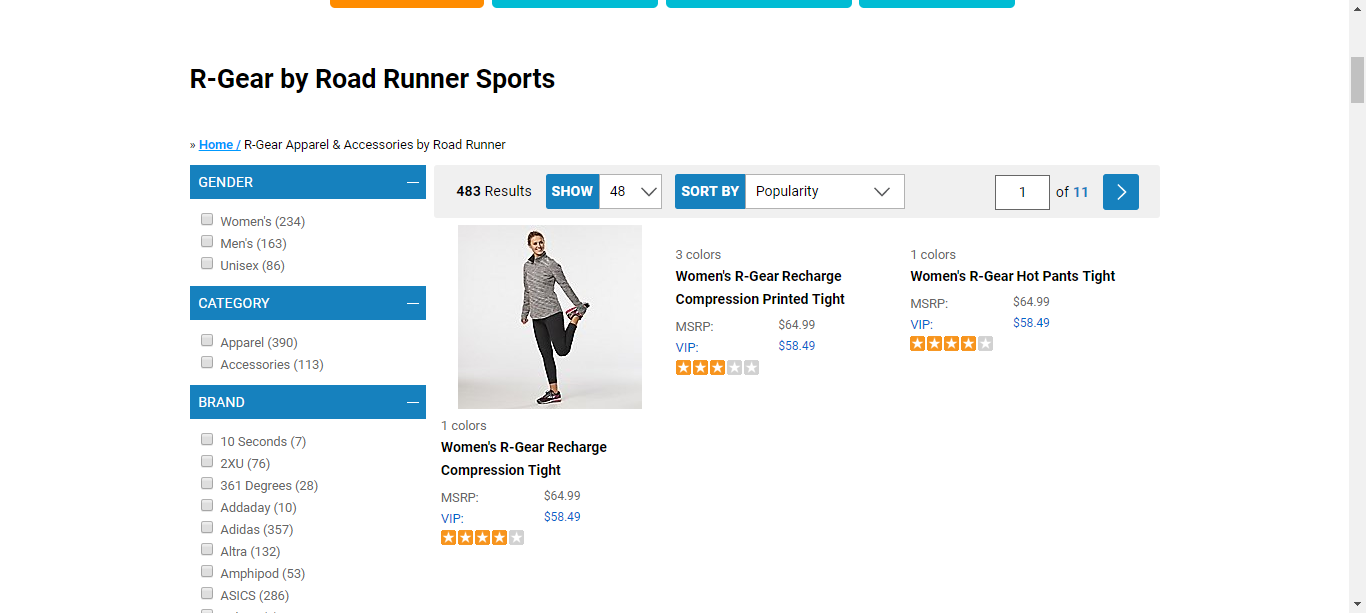 R-Gear by Road Runner Sports
» Home / R-Gear Apparel & Accessories by Road Runner
GENDER
Women's (234)
Men's (163)
Unisex (86)
CATEGORY
Apparel (390)
Accessories (113)
BRAND
10 Seconds (7)
2XU (76)
361 Degrees (28)
Addaday (10)
Adidas (357)
Altra (132)
Amphipod (53)
ASICS (286)
483 Results SHOW 48 SORT BY Popularity 1 of 11
1 colors
Women's R-Gear Recharge
Compression Tight
MSRP: $64.99
VIP: $58.49
3 colors
Women's R-Gear Recharge
Compression Printed Tight
MSRP: $64.99
VIP: $58.49
1 colors
Women's R-Gear Hot Pants Tight
MSRP: $64.99
VIP: $58.49